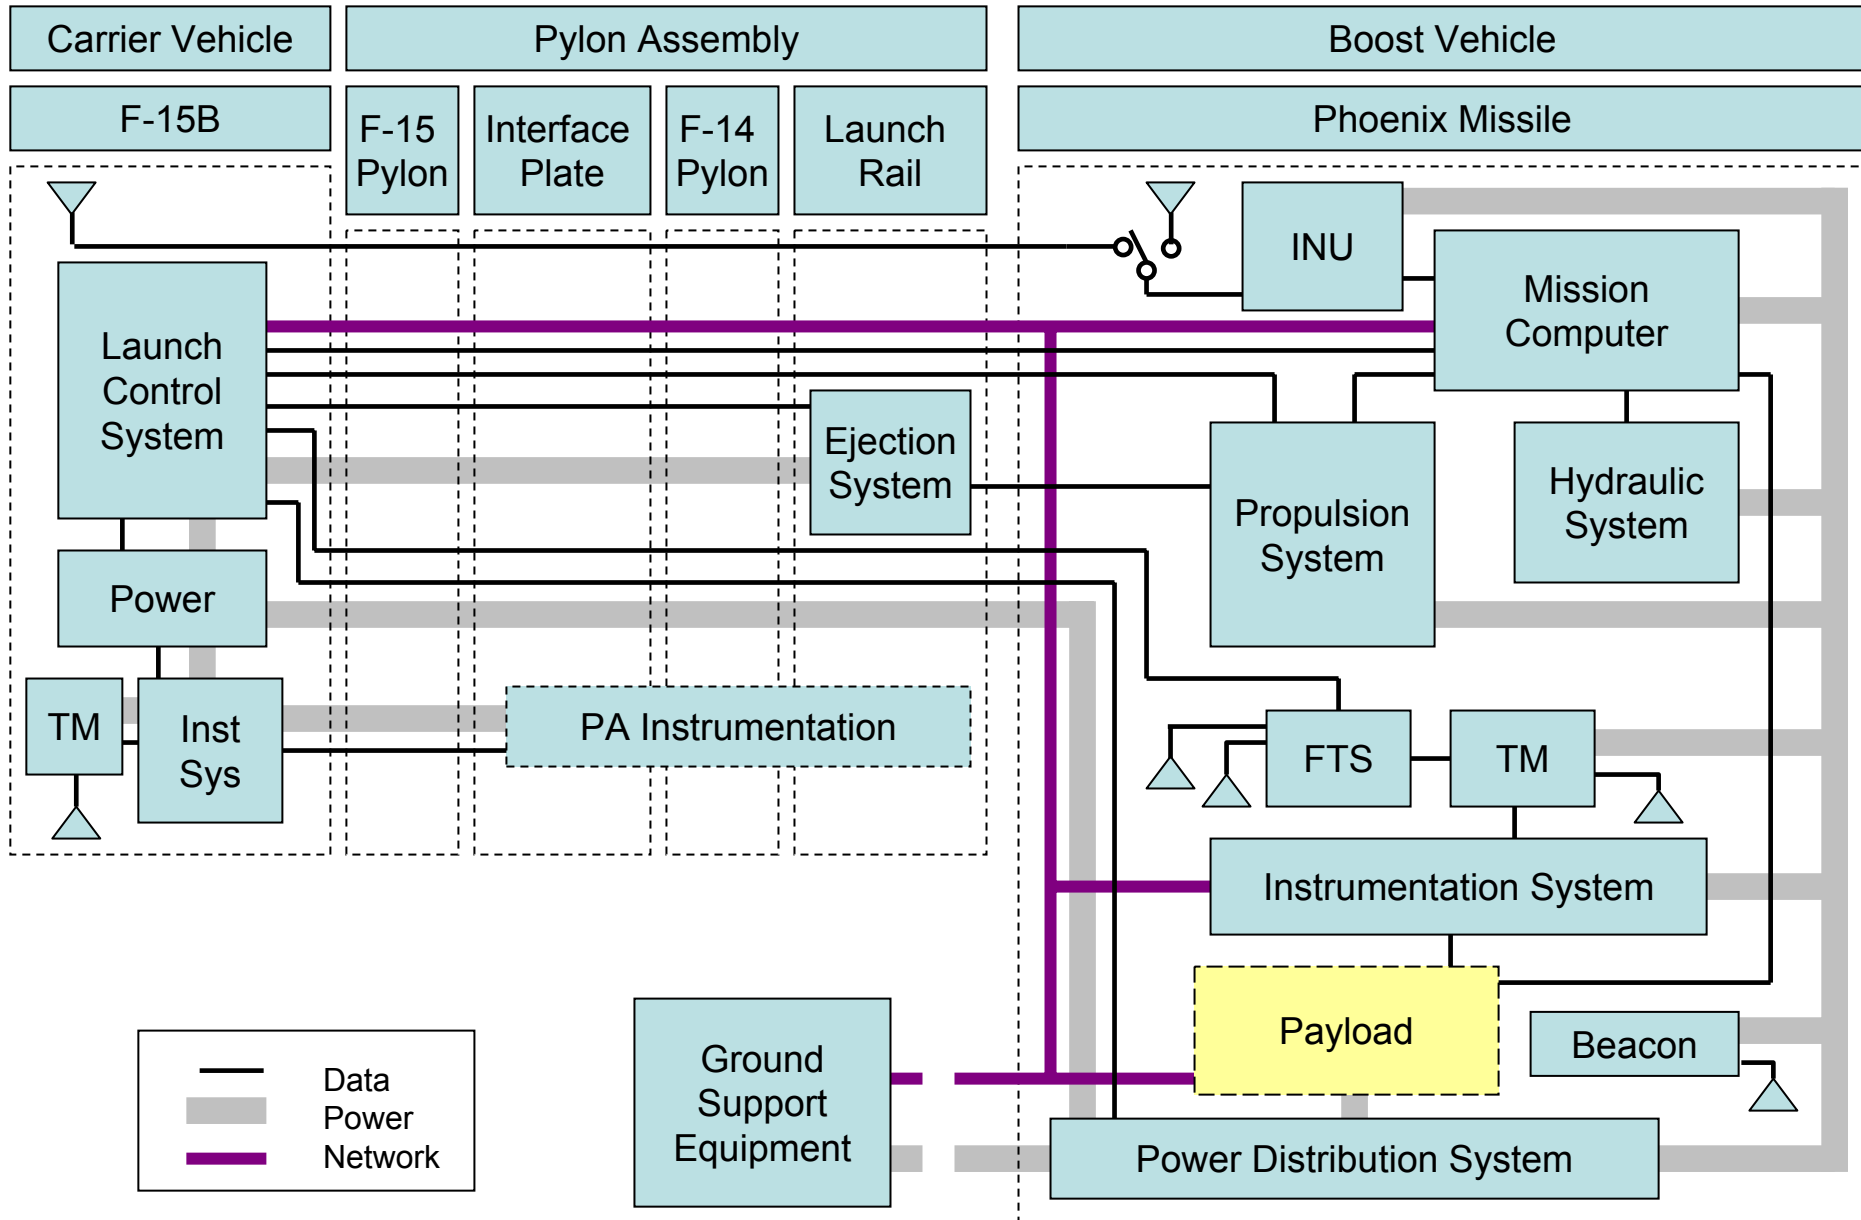 Carrier Vehicle
Pylon Assembly
Boost Vehicle
F-15B
F-15
Pylon
Interface
Plate
F-14
Pylon
Launch
Rail
Phoenix Missile
INU
Mission
Computer
Launch
Control
System
Ejection
System
Propulsion
System
Hydraulic
System
Power
TM
Inst
Sys
PA Instrumentation
FTS
TM
Instrumentation System
Payload
Beacon
Ground
Support
Equipment
Power Distribution System
Data
Power
Network